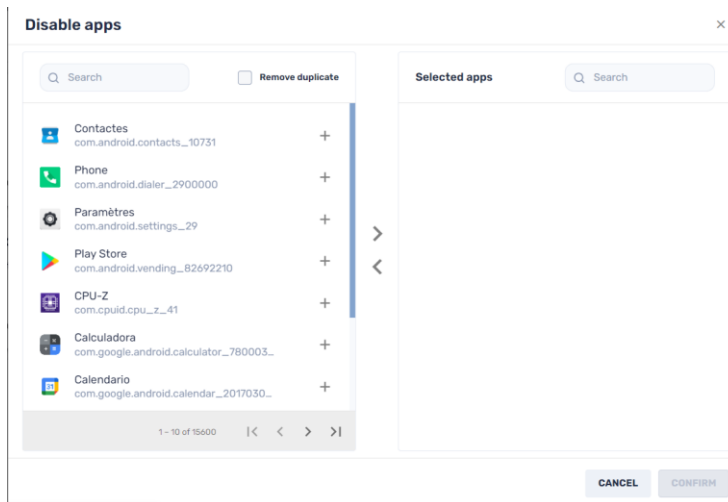 Disable apps
Search
Remove duplicate
Selected apps
Search
Contactes
com.android.contacts_10731
Phone
com.android.dialer_2900000
Paramètres
com.android.settings_29
Play Store
com.android.vending_82692210
CPU-Z
com.cpuid.cpu_z_41
Calculadora
com.google.android.calculator_780003...
31
Calendario
com.google.android.calendar_2017030...
1 – 10 of 15600
CANCEL
CONFIRM